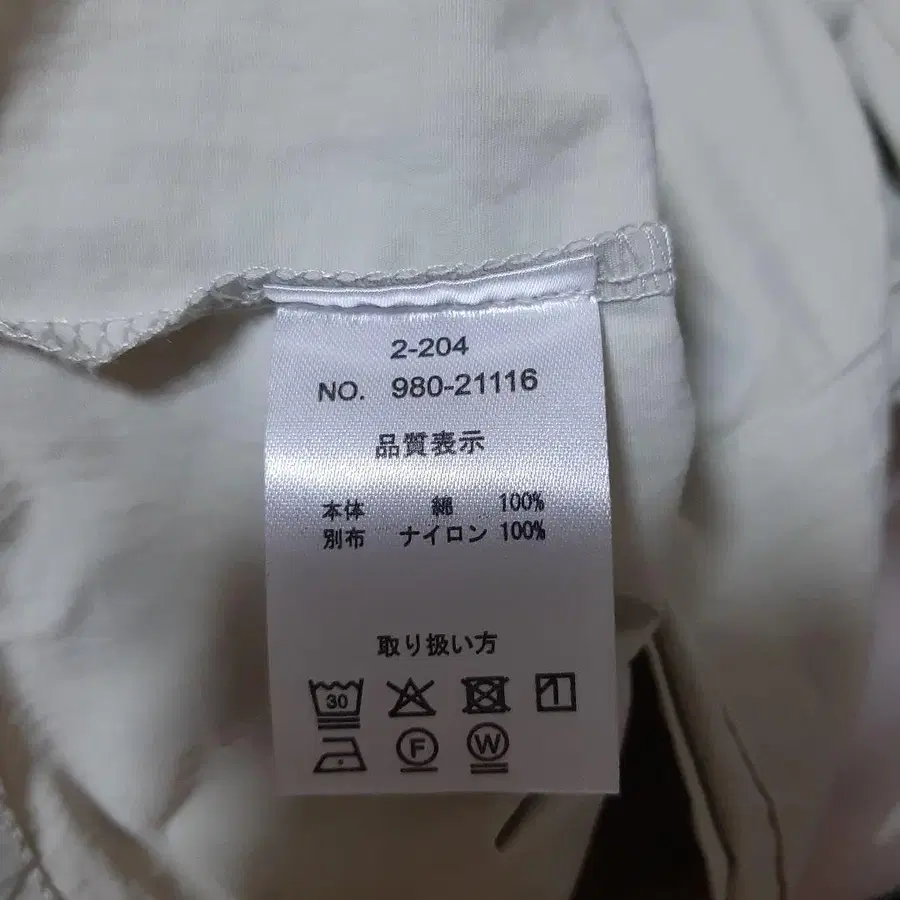 2-204
NO. 980-21116
品質表示
本体 綿 100%
別布 ナイロン 100%
取り扱い方
30
F W